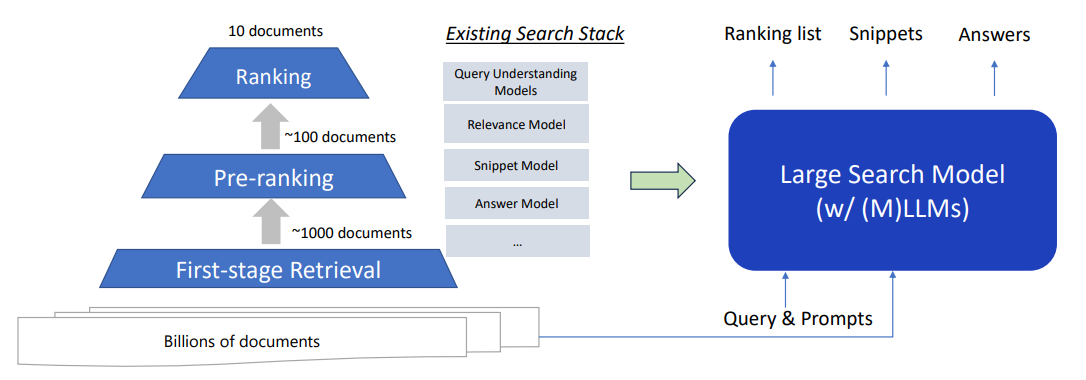 10 documents
Ranking
~100 documents
Pre-ranking
~1000 documents
First-stage Retrieval
Billions of documents
Existing Search Stack
Query Understanding
Models
Relevance Model
Snippet Model
Answer Model
...
Ranking list
Snippets
Answers
Large Search Model
(w/ (M)LLMs)
Query & Prompts